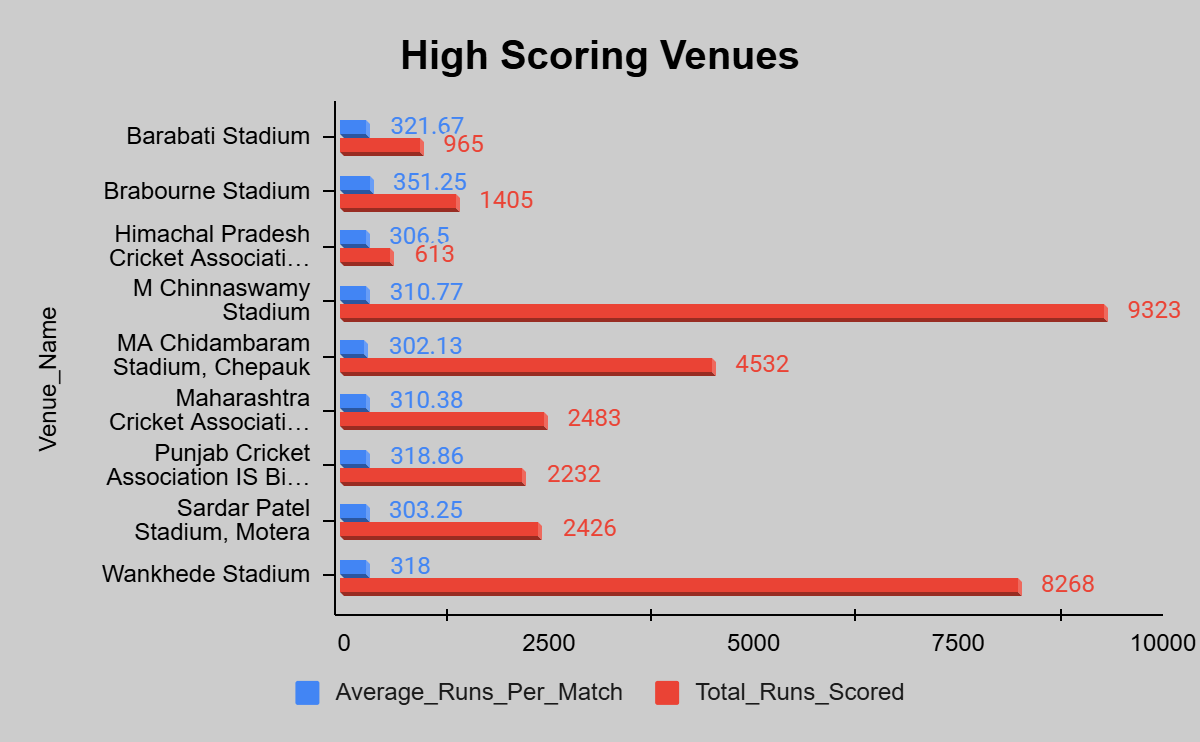 High Scoring Venues
Venue_Name
Barabati Stadium
321.67
965
Brabourne Stadium
351.25
1405
Himachal Pradesh
Cricket Associati…
306.5
613
M Chinnaswamy
Stadium
310.77
9323
MA Chidambaram
Stadium, Chepauk
302.13
4532
Maharashtra
Cricket Associati…
310.38
2483
Punjab Cricket
Association IS Bi…
318.86
2232
Sardar Patel
Stadium, Motera
303.25
2426
Wankhede Stadium
318
8268
0 2500 5000 7500 10000
Average_Runs_Per_Match Total_Runs_Scored